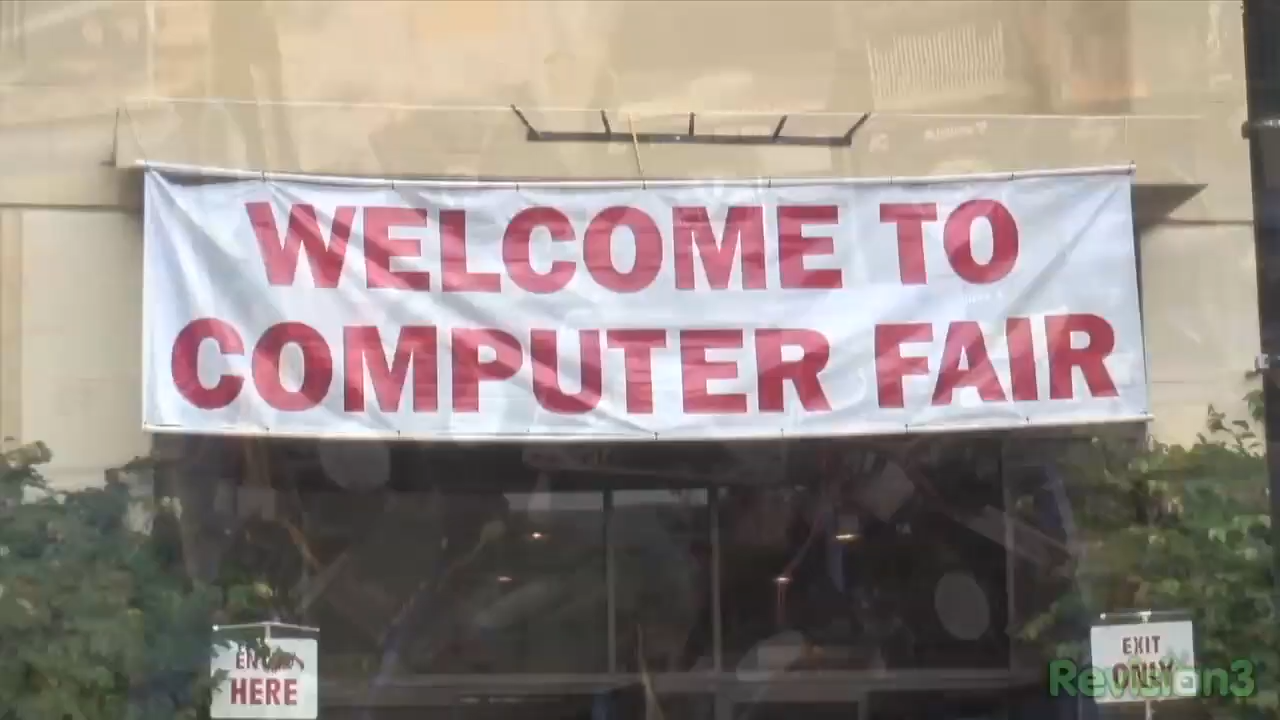 WELCOME TO
COMPUTER FAIR
HERE
EXIT
ONLY
Revision3